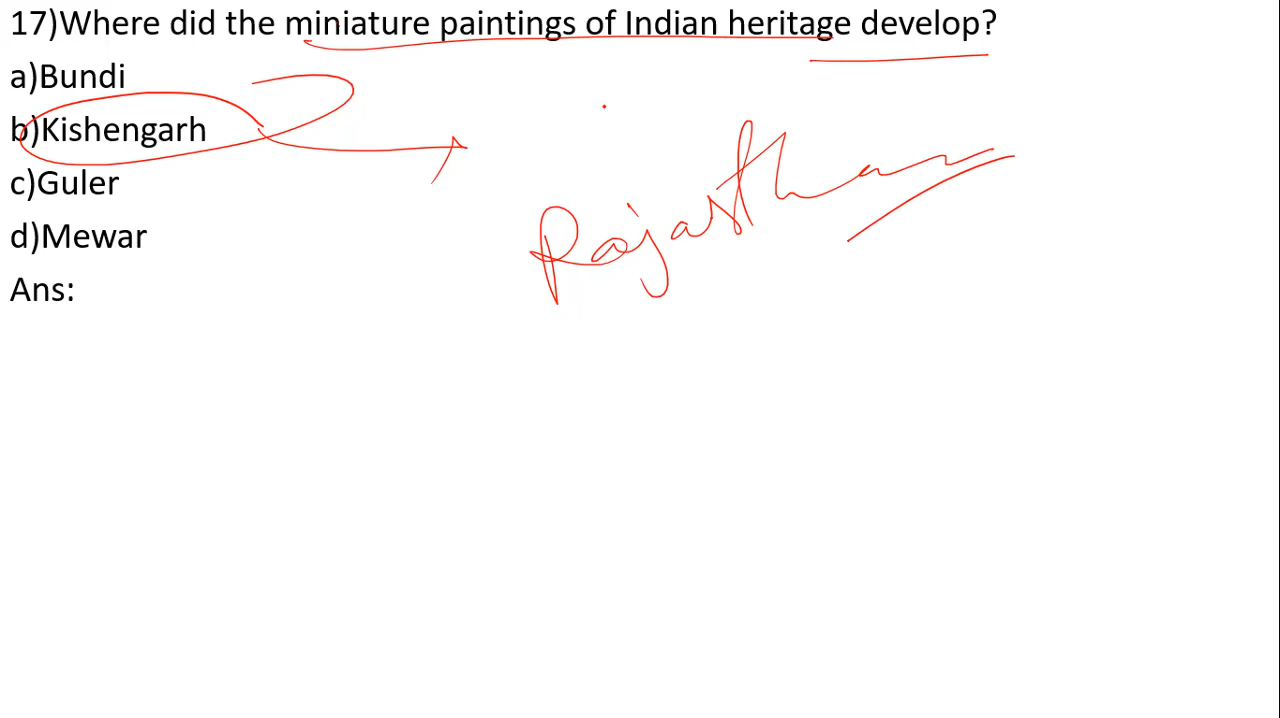 17)Where did the miniature paintings of Indian heritage develop?
a)Bundi
b)Kishengarh
c)Guler
d)Mewar
Ans:
Rajasthan